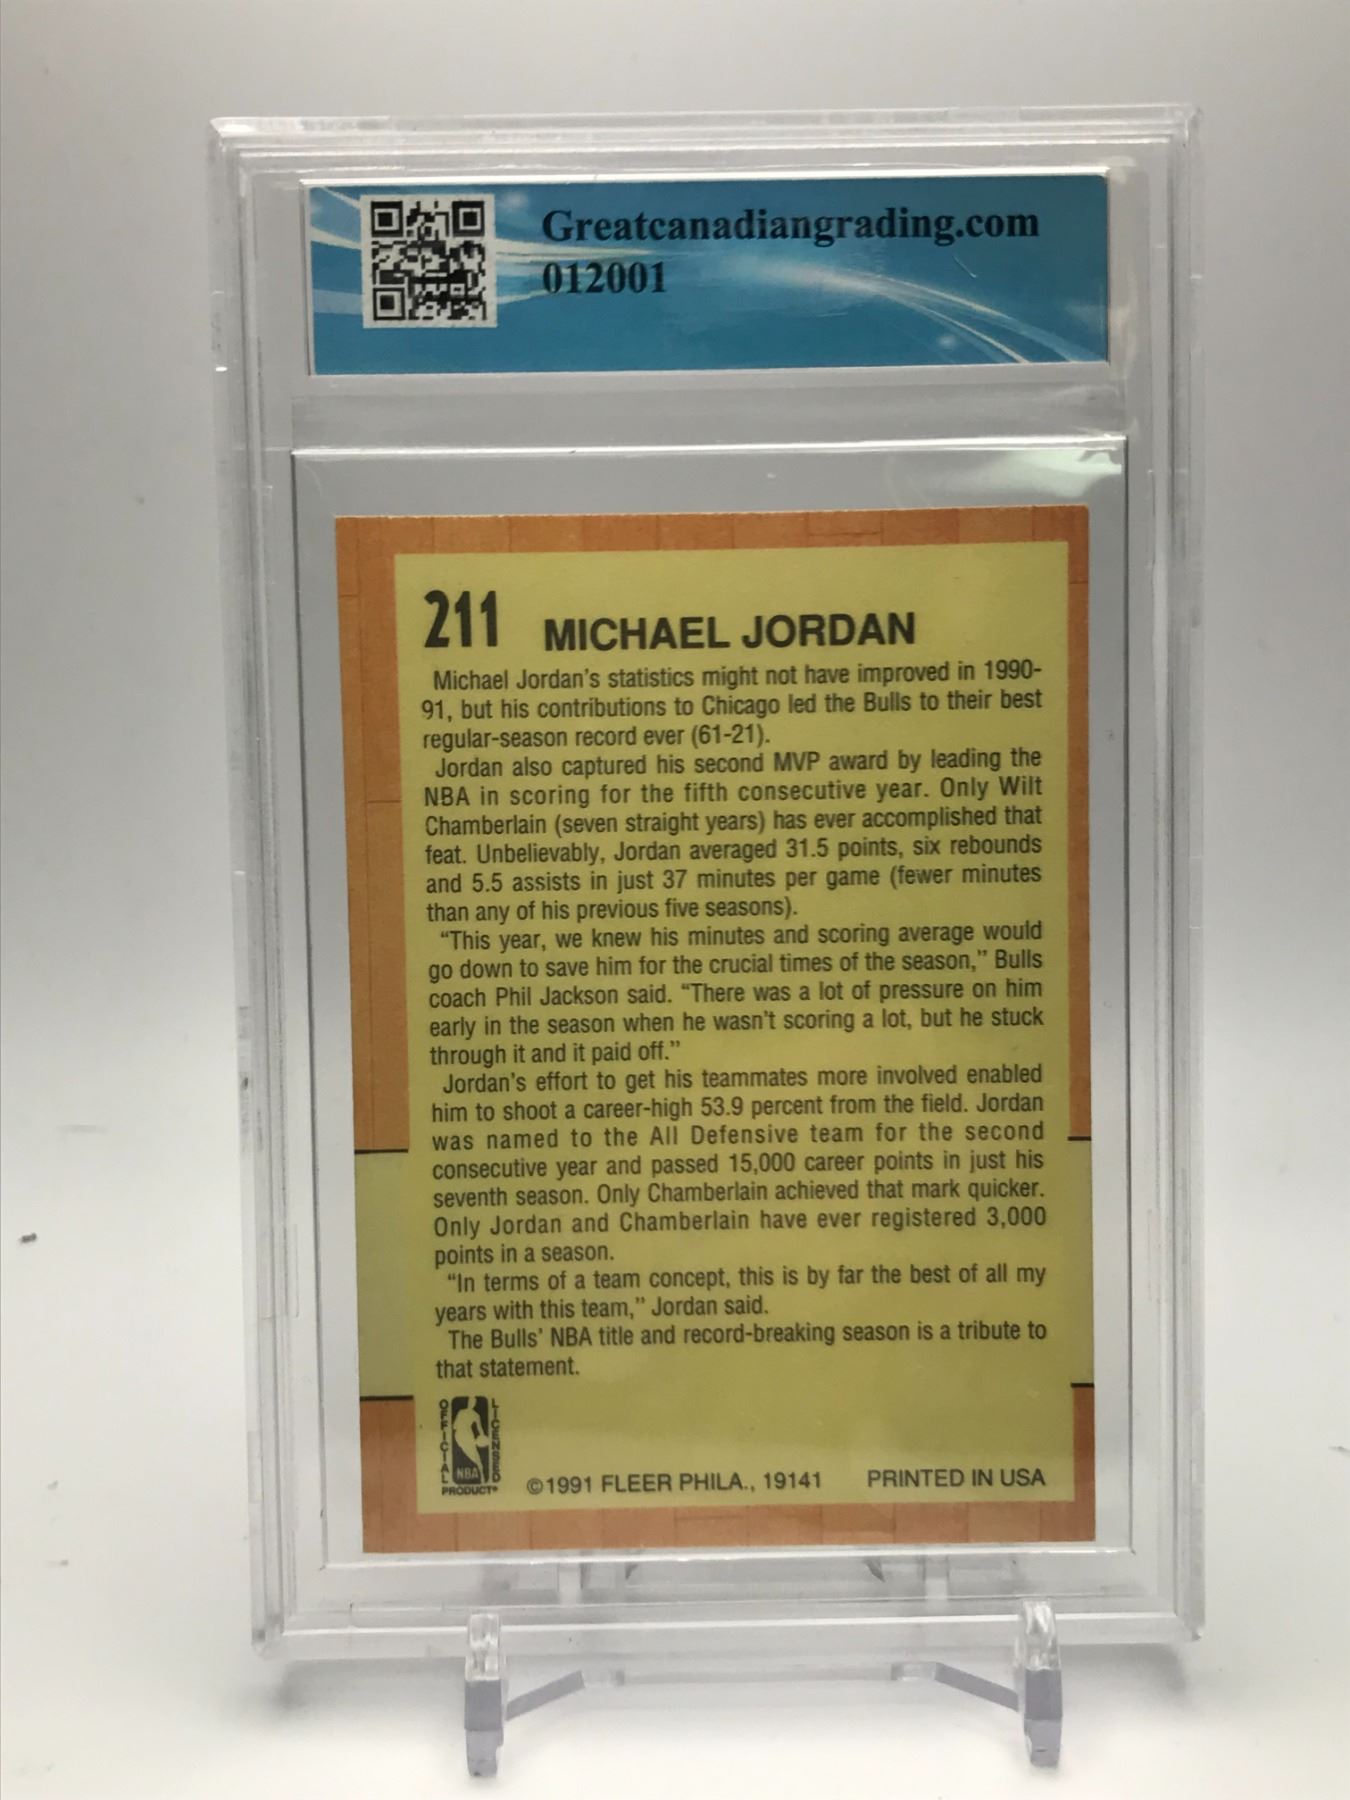 Greatcanadiangrading.com
012001
211 MICHAEL JORDAN
Michael Jordan's statistics might not have improved in 1990-
91, but his contributions to Chicago led the Bulls to their best
regular-season record ever (61-21).
Jordan also captured his second MVP award by leading the
NBA in scoring for the fifth consecutive year. Only Wilt
Chamberlain (seven straight years) has ever accomplished that
feat. Unbelievably, Jordan averaged 31.5 points, six rebounds
and 5.5 assists in just 37 minutes per game (fewer minutes
than any of his previous five seasons).
“This year, we knew his minutes and scoring average would
go down to save him for the crucial times of the season,” Bulls
coach Phil Jackson said. “There was a lot of pressure on him
early in the season when he wasn't scoring a lot, but he stuck
through it and it paid off.”
Jordan's effort to get his teammates more involved enabled
him to shoot a career-high 53.9 percent from the field. Jordan
was named to the All Defensive team for the second
consecutive year and passed 15,000 career points in just his
seventh season. Only Chamberlain achieved that mark quicker.
Only Jordan and Chamberlain have ever registered 3,000
points in a season.
“In terms of a team concept, this is by far the best of all my
years with this team,” Jordan said.
The Bulls' NBA title and record-breaking season is a tribute to
that statement.
OFFICIAL
NBA
LICENSED
PRODUCT®
©1991 FLEER PHILA., 19141 PRINTED IN USA